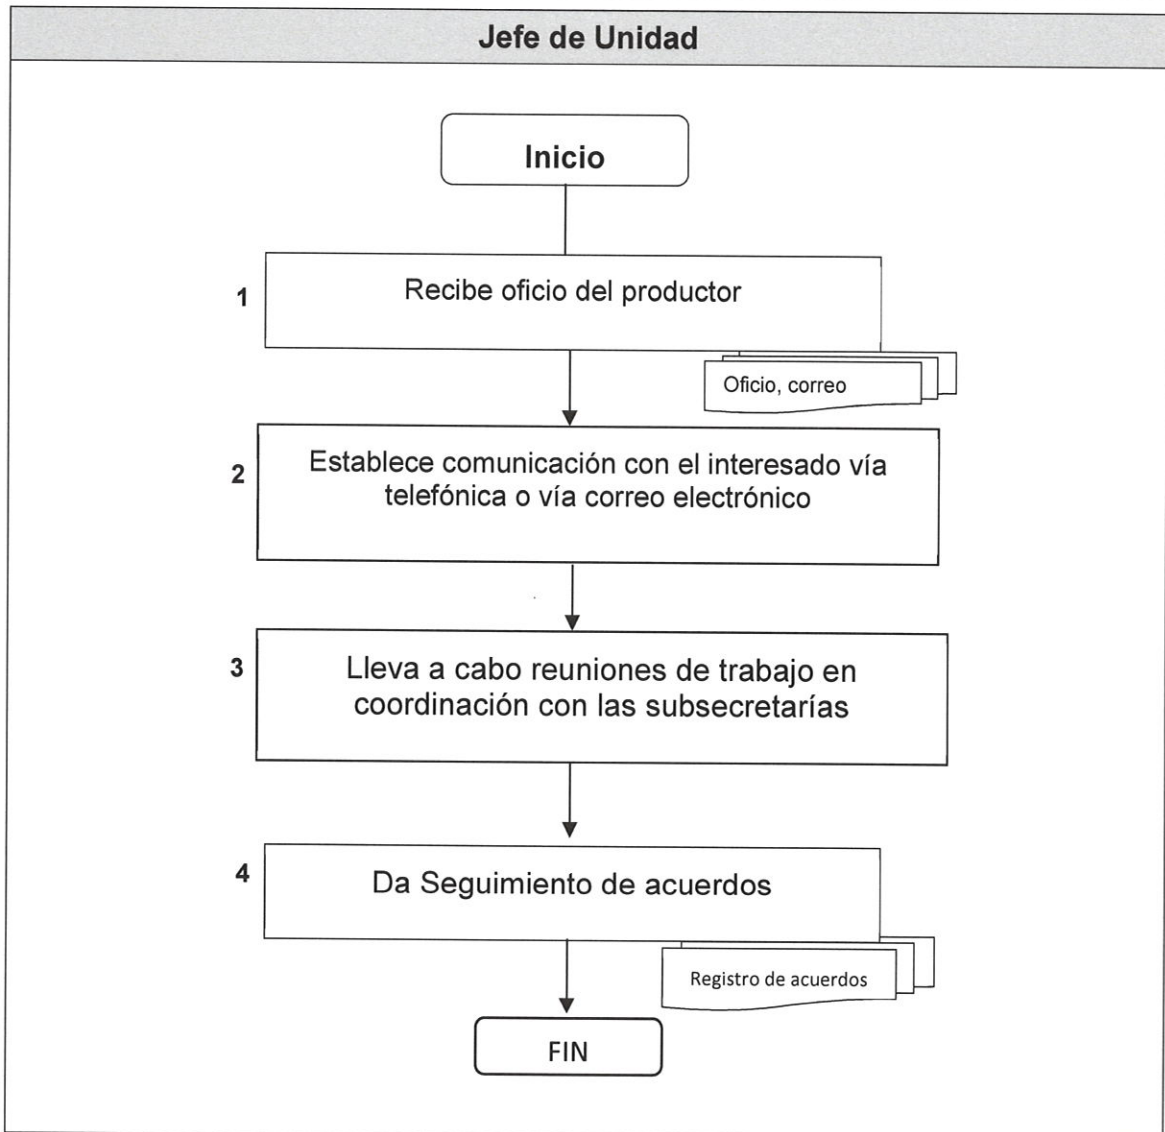 Jefe de Unidad
Inicio
1
Recibe oficio del productor
Oficio, correo
2
Establece comunicación con el interesado vía
telefónica o vía correo electrónico
3
Lleva a cabo reuniones de trabajo en
coordinación con las subsecretarías
4
Da Seguimiento de acuerdos
Registro de acuerdos
FIN